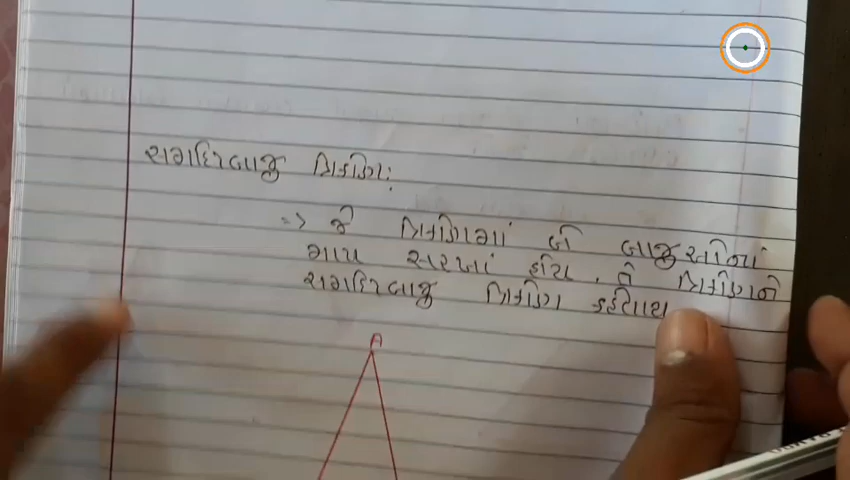 સમદ્વિબાજુ ત્રિકોણ:
=> જે ત્રિકોણમાં બે બાજુઓનાં
માપ સરખાં હોય, તે ત્રિકોણને
સમદ્વિબાજુ ત્રિકોણ કહેવાય
A